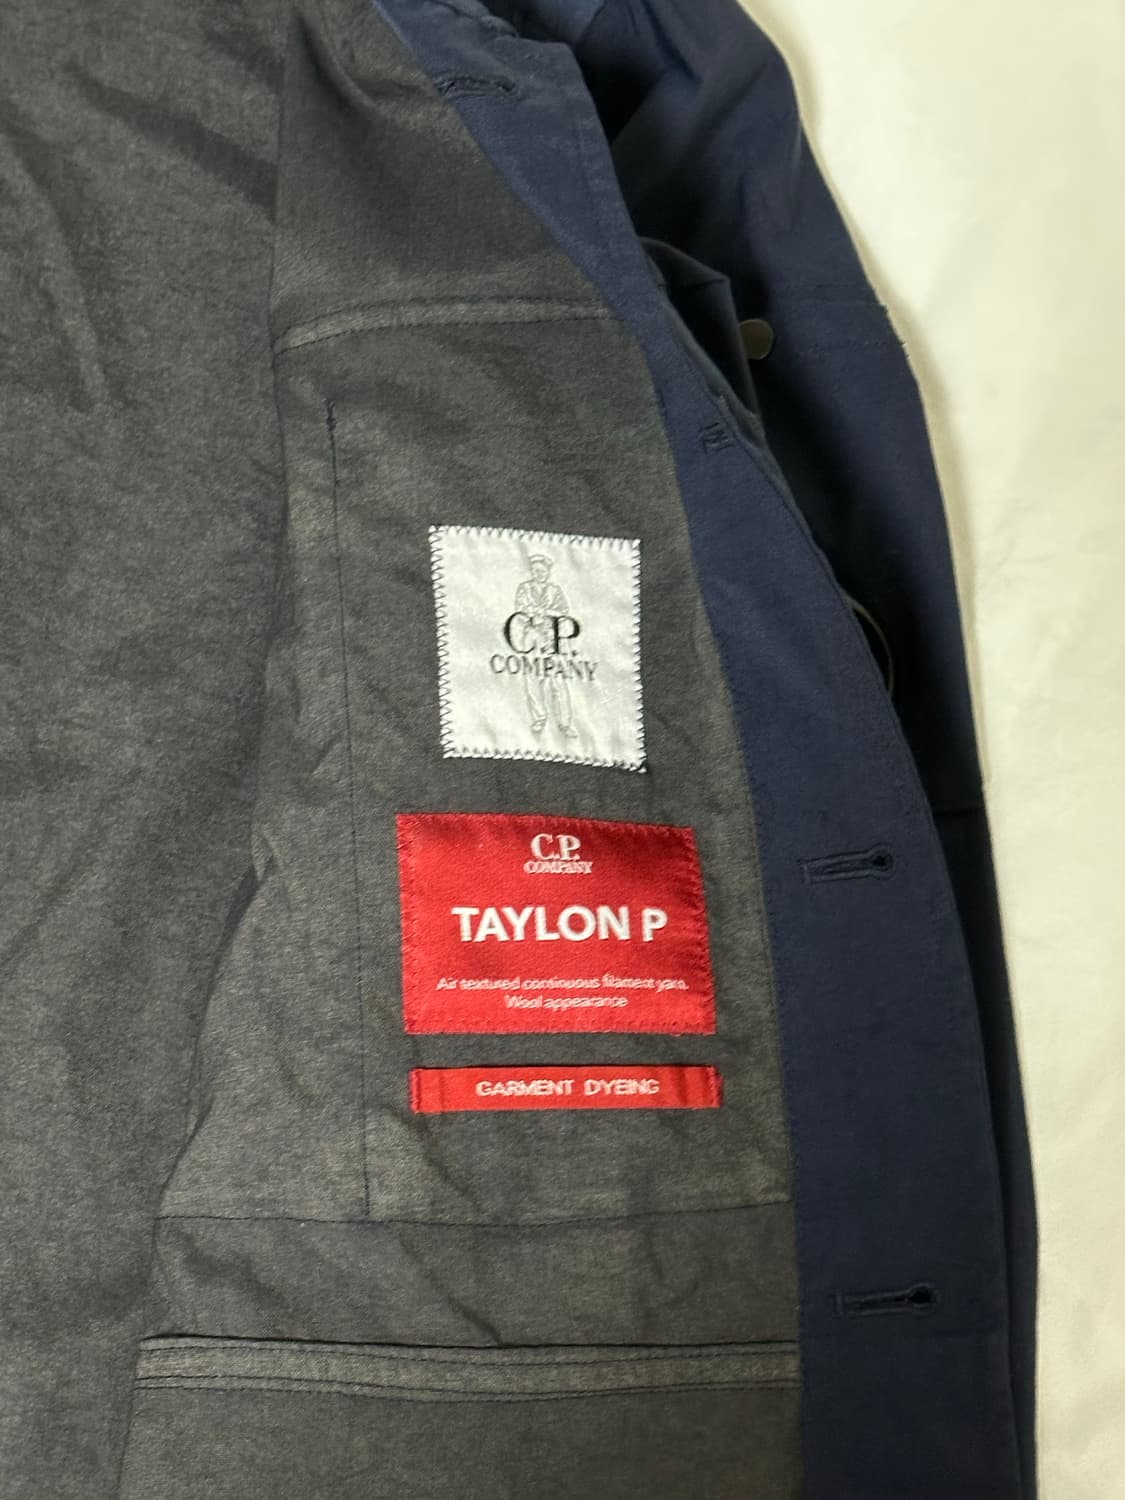 C.P.
COMPANY
C.P.
COMPANY
TAYLON P
Air textured continuous filament yarn.
Wool appearance
GARMENT DYEING